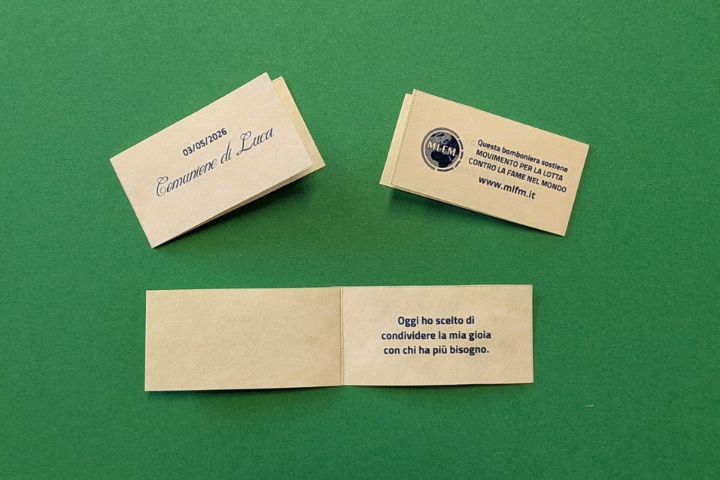 03/05/2026
Comunione di Luca
MLFM
Questa bomboniera sostiene
MOVIMENTO PER LA LOTTA
CONTRO LA FAME NEL MONDO
www.mlfm.it
Oggi ho scelto di
condividere la mia gioia
con chi ha più bisogno.